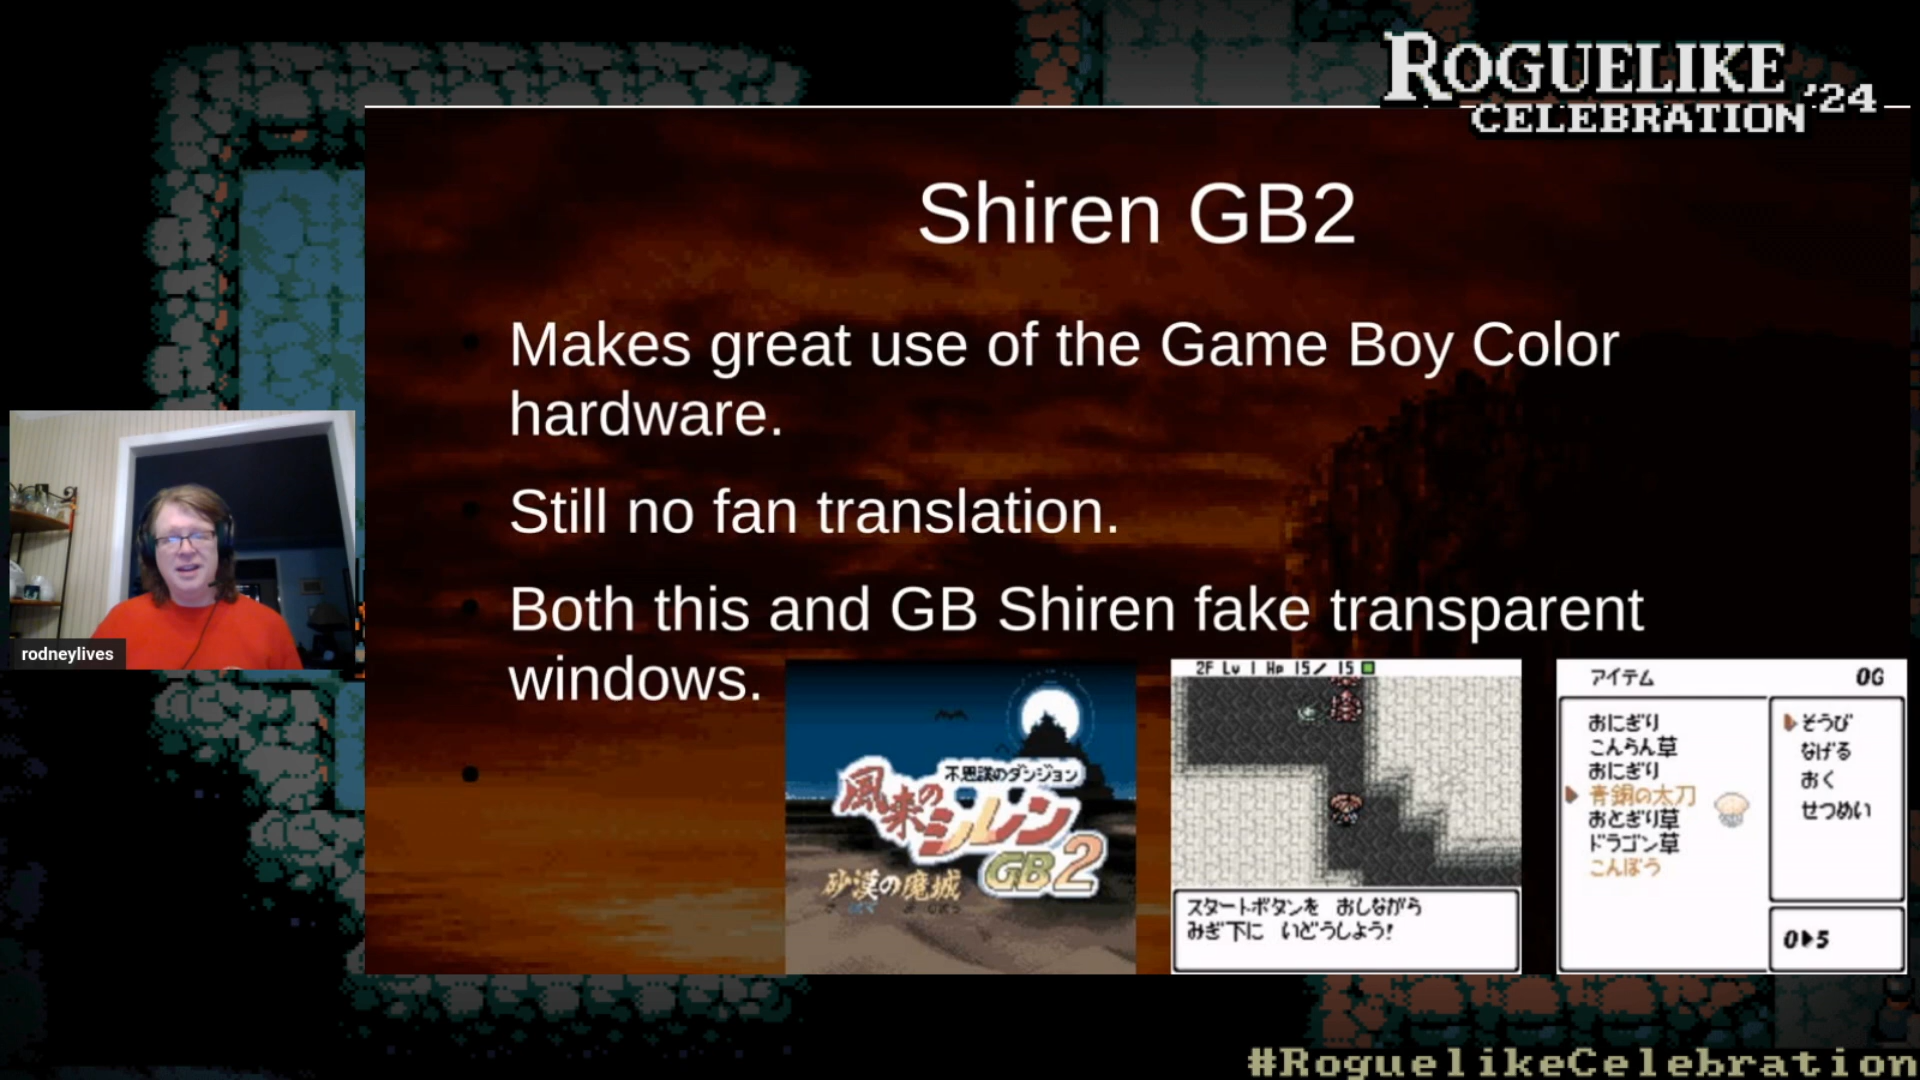 ROGUELIKE
CELEBRATION '24
Shiren GB2
Makes great use of the Game Boy Color
hardware.
Still no fan translation.
Both this and GB Shiren fake transparent
windows.
rodneylives
不思議のダンジョン
風来の
シレン
GB2
砂漠の魔城
2F Lv 1 Hp 15/ 15
スタートボタンを おしながら
みぎ下に いどうしよう!
アイテム 0G
おにぎり
こんらん草
おにぎり
青銅の太刀
おとぎり草
ドラゴン草
こんぼう
そうび
なげる
おく
せつめい
0▶5
#RoguelikeCelebration